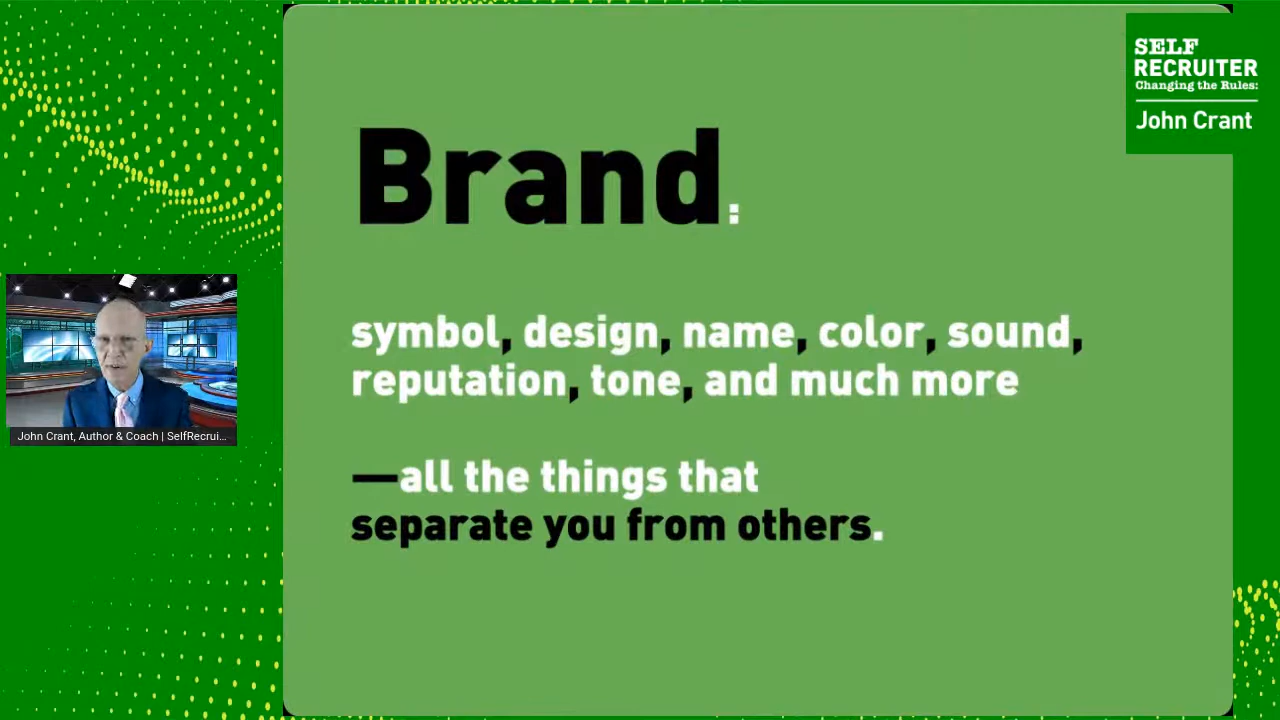 SELF
RECRUITER
Changing the Rules:
John Crant
Brand:
symbol, design, name, color, sound,
reputation, tone, and much more
—all the things that
separate you from others.
John Crant, Author & Coach | SelfRecrui...